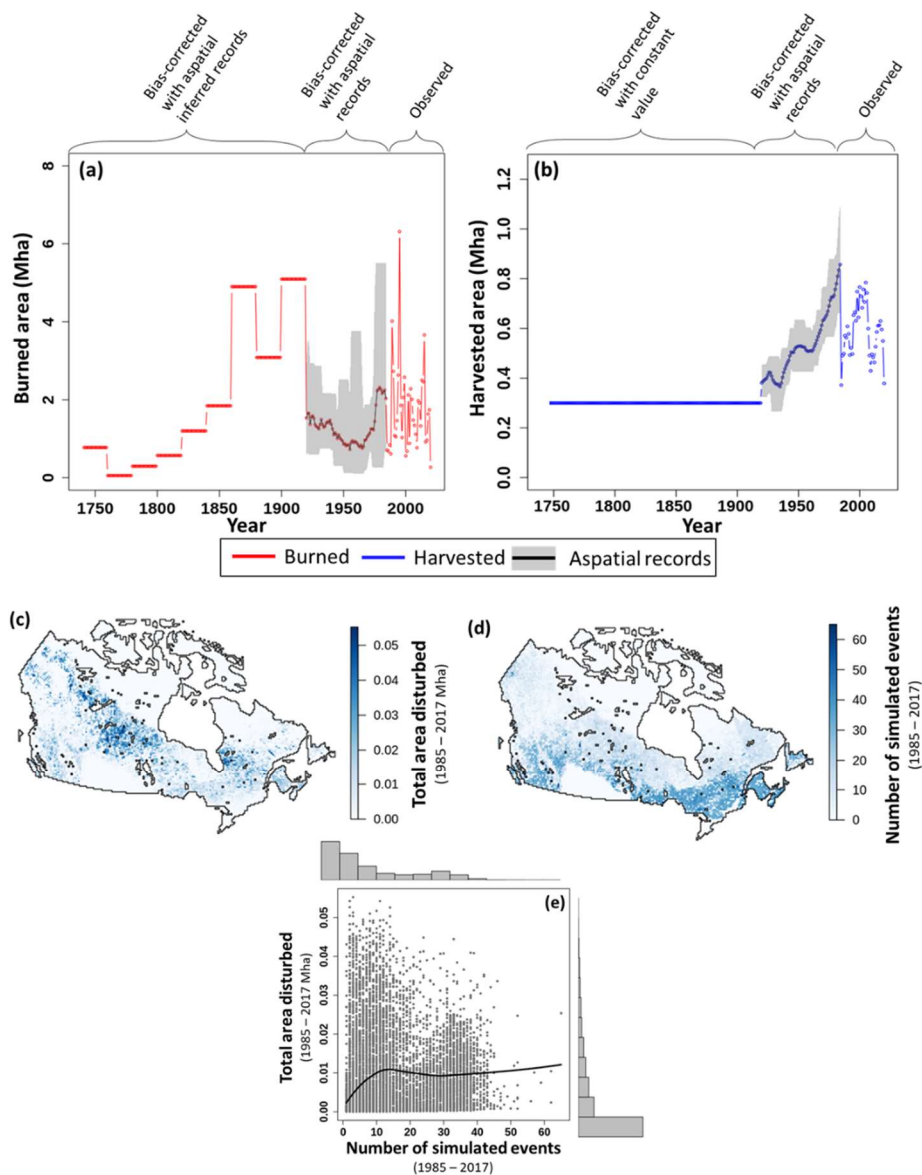 Bias-corrected
with aspatial
inferred records
Bias-corrected
with aspatial
records
Observed
Bias-corrected
with constant
value
Bias-corrected
with aspatial
records
Observed
(a)
Burned area (Mha)
8
6
4
2
0
1750
1800
1850
1900
1950
2000
Year
(b)
Harvested area (Mha)
1.2
1.0
0.8
0.6
0.4
0.2
0.0
1750
1800
1850
1900
1950
2000
Year
Burned
Harvested
Aspatial records
(c)
0.05
0.04
0.03
0.02
0.01
0.00
Total area disturbed
(1985 – 2017 Mha)
(d)
60
50
40
30
20
10
0
Number of simulated events
(1985 – 2017)
(e)
Total area disturbed
(1985 – 2017 Mha)
0.05
0.04
0.03
0.02
0.01
0.00
0
10
20
30
40
50
60
Number of simulated events
(1985 – 2017)